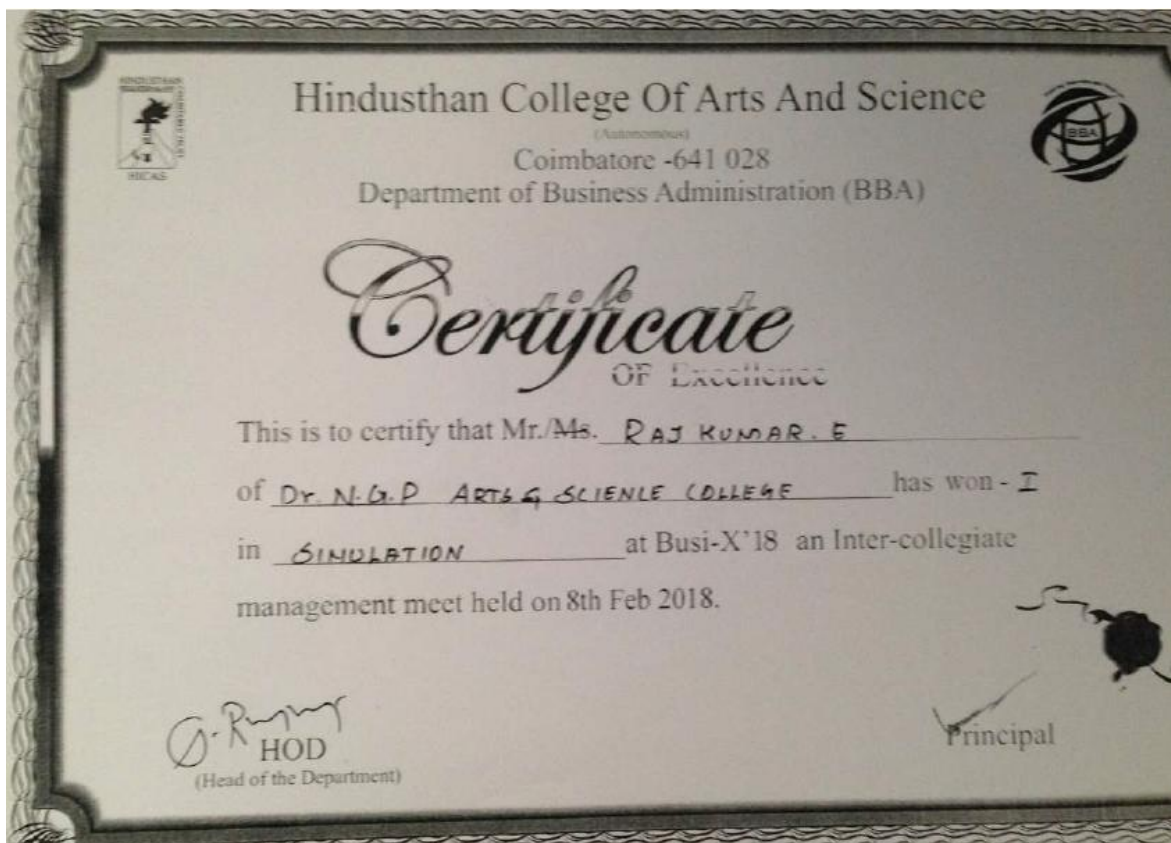 Hindusthan College Of Arts And Science
(Autonomous)
Coimbatore -641 028
Department of Business Administration (BBA)
HICAS
BBA
Certificate
OF Excellence
This is to certify that Mr./Ms. RAJ KUMAR. E
of Dr. N.G.P ARTS & SCIENCE COLLEGE has won - I
in SIMULATION at Busi-X'18 an Inter-collegiate
management meet held on 8th Feb 2018.
HOD
(Head of the Department)
Principal